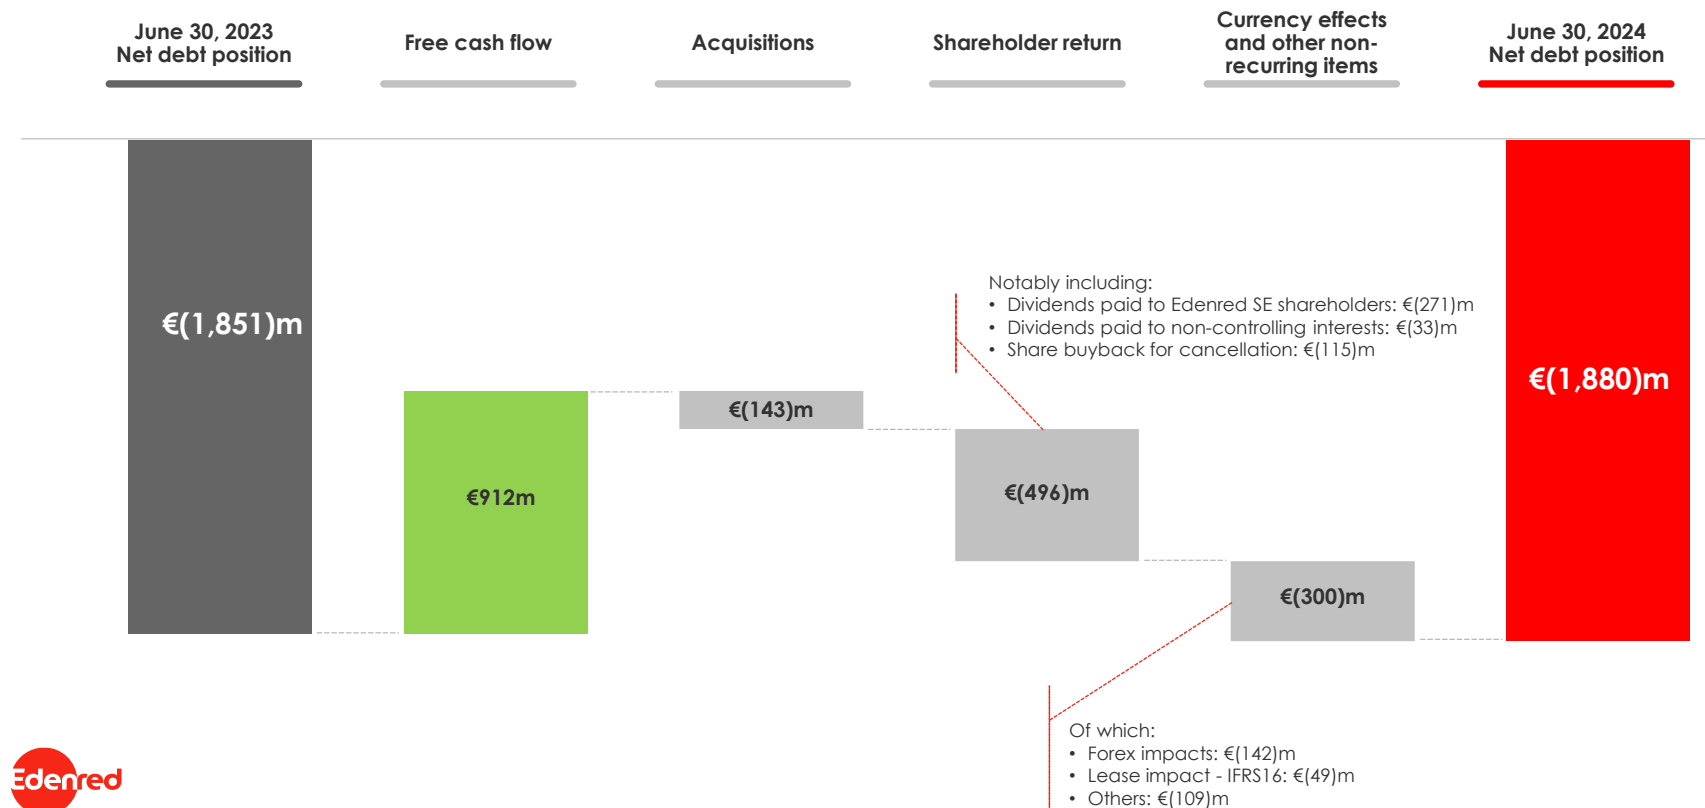 June 30, 2023
Net debt position
Free cash flow
Acquisitions
Shareholder return
Currency effects
and other non-
recurring items
June 30, 2024
Net debt position
€(1,851)m
€912m
€(143)m
Notably including:
• Dividends paid to Edenred SE shareholders: €(271)m
• Dividends paid to non-controlling interests: €(33)m
• Share buyback for cancellation: €(115)m
€(496)m
€(300)m
€(1,880)m
Of which:
• Forex impacts: €(142)m
• Lease impact - IFRS16: €(49)m
• Others: €(109)m
Edenred